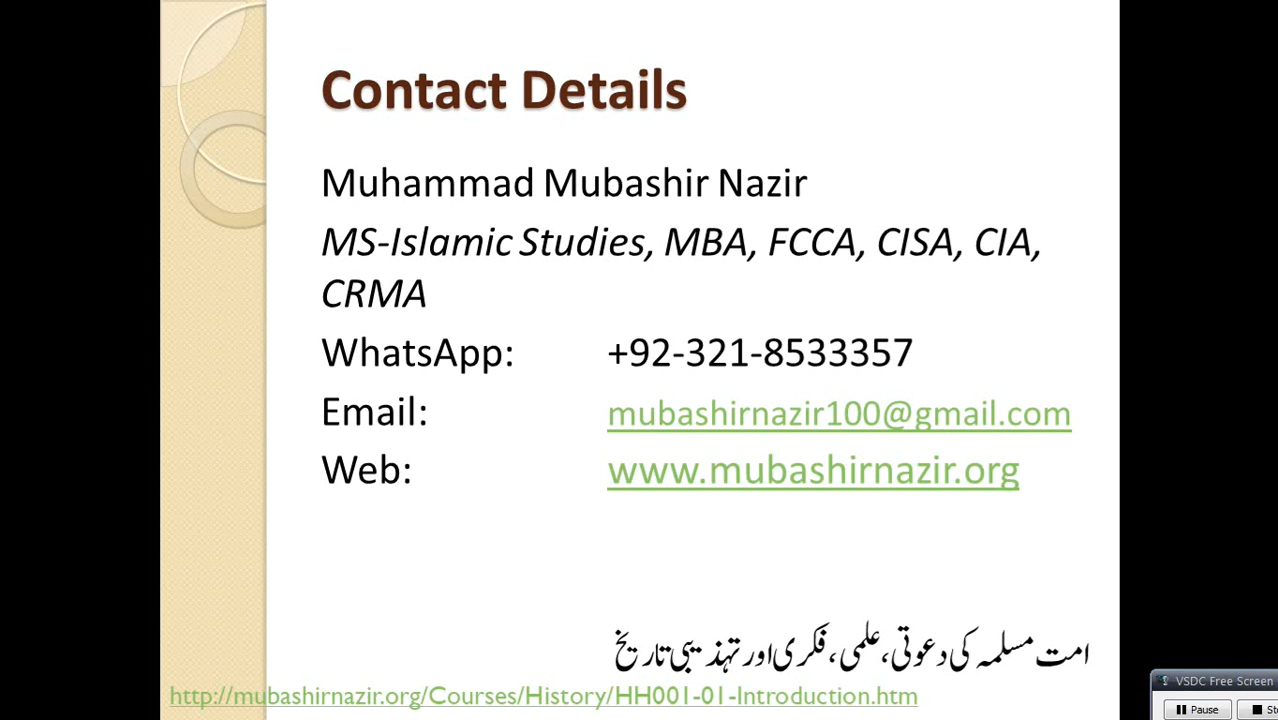 Contact Details
Muhammad Mubashir Nazir
MS-Islamic Studies, MBA, FCCA, CISA, CIA,
CRMA
WhatsApp: +92-321-8533357
Email: mubashirnazir100@gmail.com
Web: www.mubashirnazir.org
امت مسلمہ کی دعوتی، علمی، فکری اور تہذیبی تاریخ
http://mubashirnazir.org/Courses/History/HH001-01-Introduction.htm
VSDC Free Screen
Pause